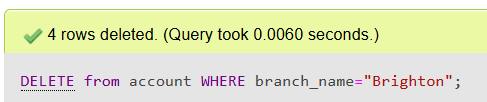 4 rows deleted. (Query took 0.0060 seconds.)
DELETE from account WHERE branch_name="Brighton";